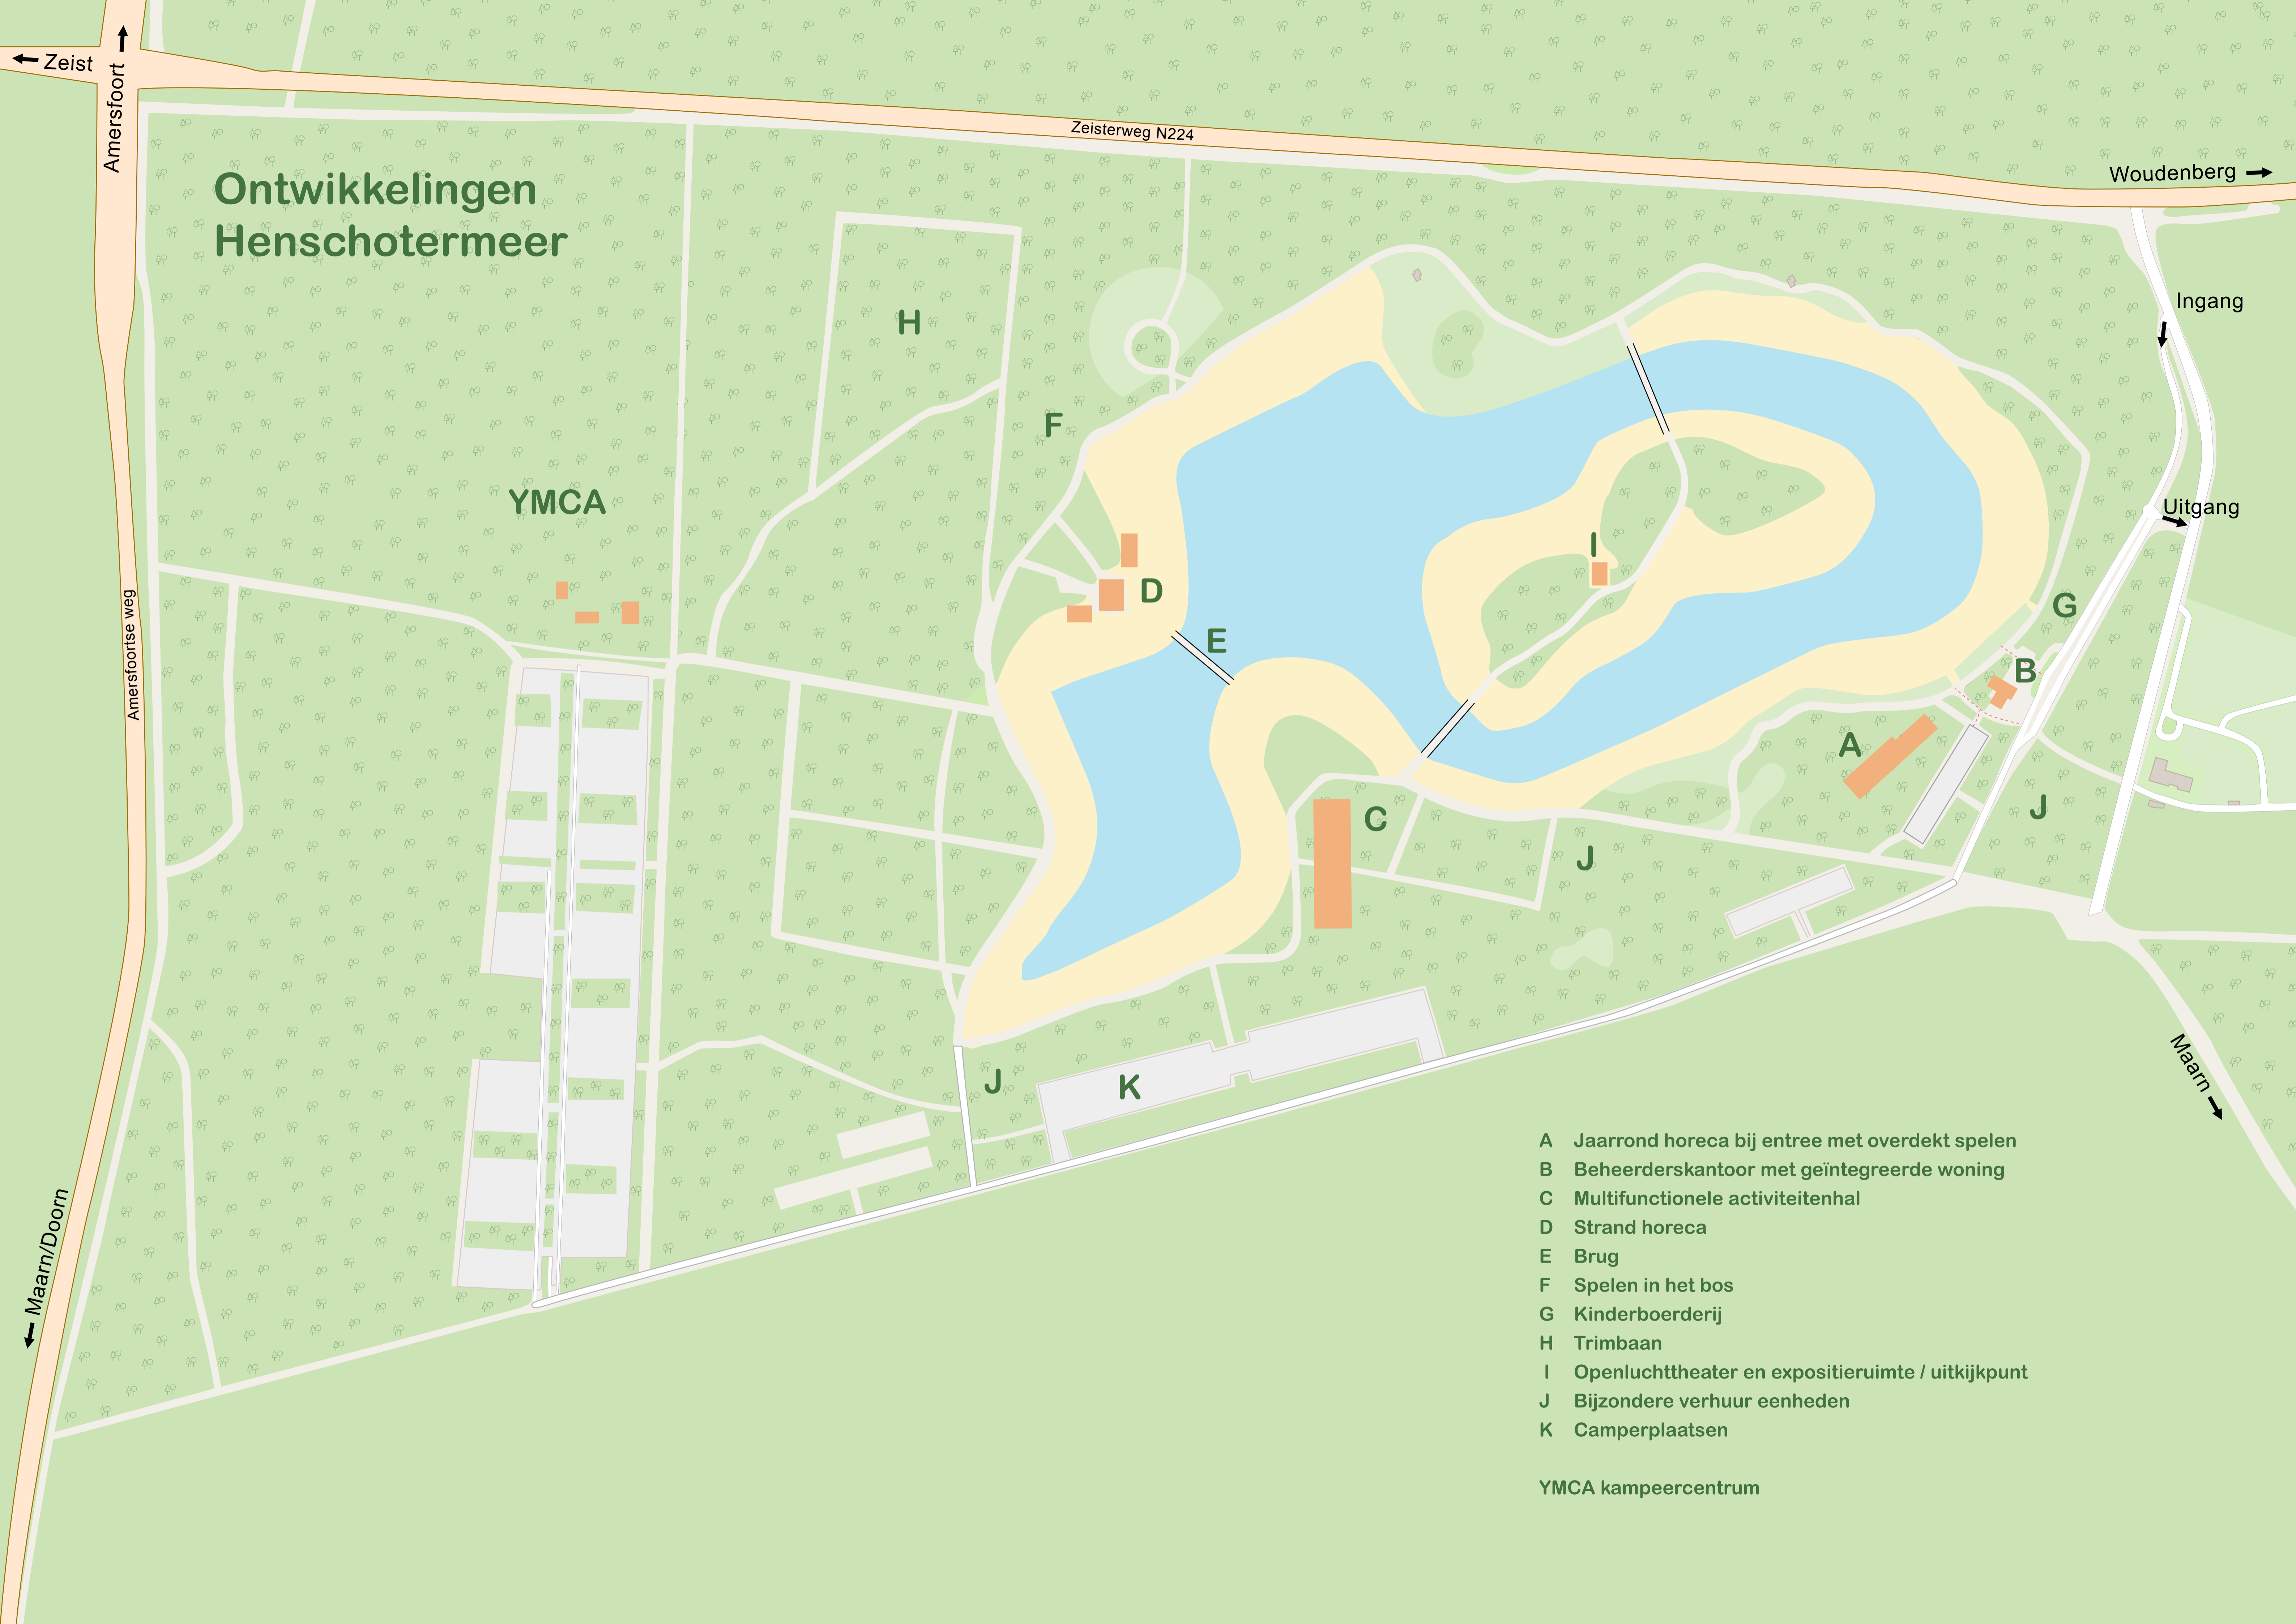 Zeist
Amersfoort
Zeisterweg N224
Woudenberg
Ontwikkelingen
Henschotermeer
Ingang
H
F
YMCA
Uitgang
I
D
G
E
B
Amersfoortse weg
A
C
J
J
J
K
Maarn
Maarn/Doorn
A Jaarrond horeca bij entree met overdekt spelen
B Beheerderskantoor met geïntegreerde woning
C Multifunctionele activiteitenhal
D Strand horeca
E Brug
F Spelen in het bos
G Kinderboerderij
H Trimbaan
I Openluchttheater en expositieruimte / uitkijkpunt
J Bijzondere verhuur eenheden
K Camperplaatsen
YMCA kampeercentrum